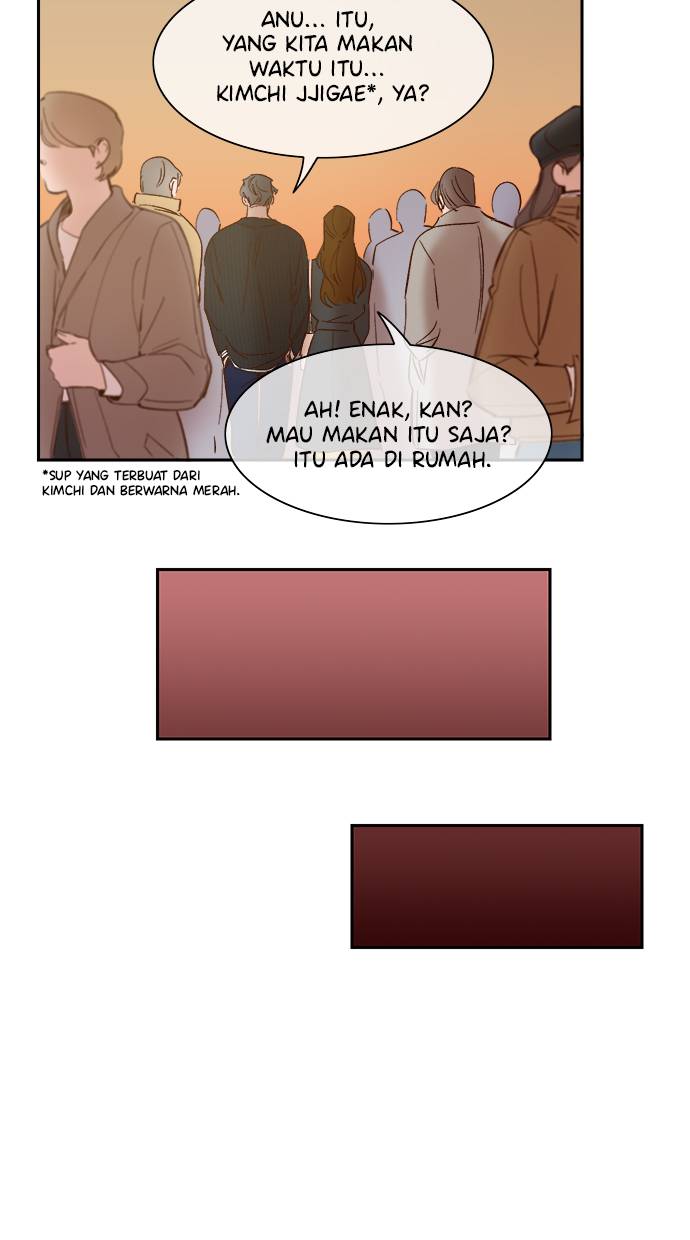 ANU... ITU,
YANG KITA MAKAN
WAKTU ITU...
KIMCHI JJIGAE*, YA?
AH! ENAK, KAN?
MAU MAKAN ITU SAJA?
ITU ADA DI RUMAH.
*SUP YANG TERBUAT DARI
KIMCHI DAN BERWARNA MERAH.